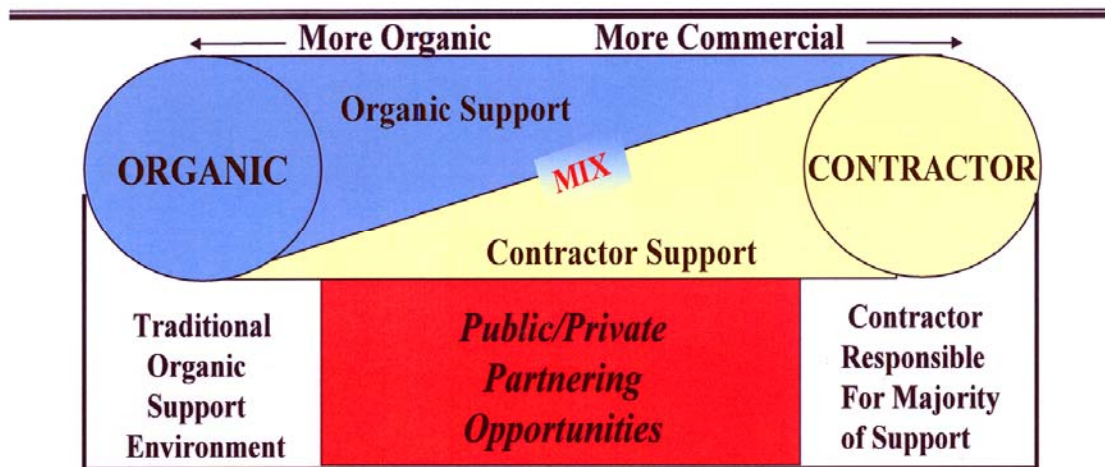 More Organic More Commercial
Organic Support
ORGANIC
MIX
CONTRACTOR
Contractor Support
Traditional
Organic
Support
Environment
Public/Private
Partnering
Opportunities
Contractor
Responsible
For Majority
of Support